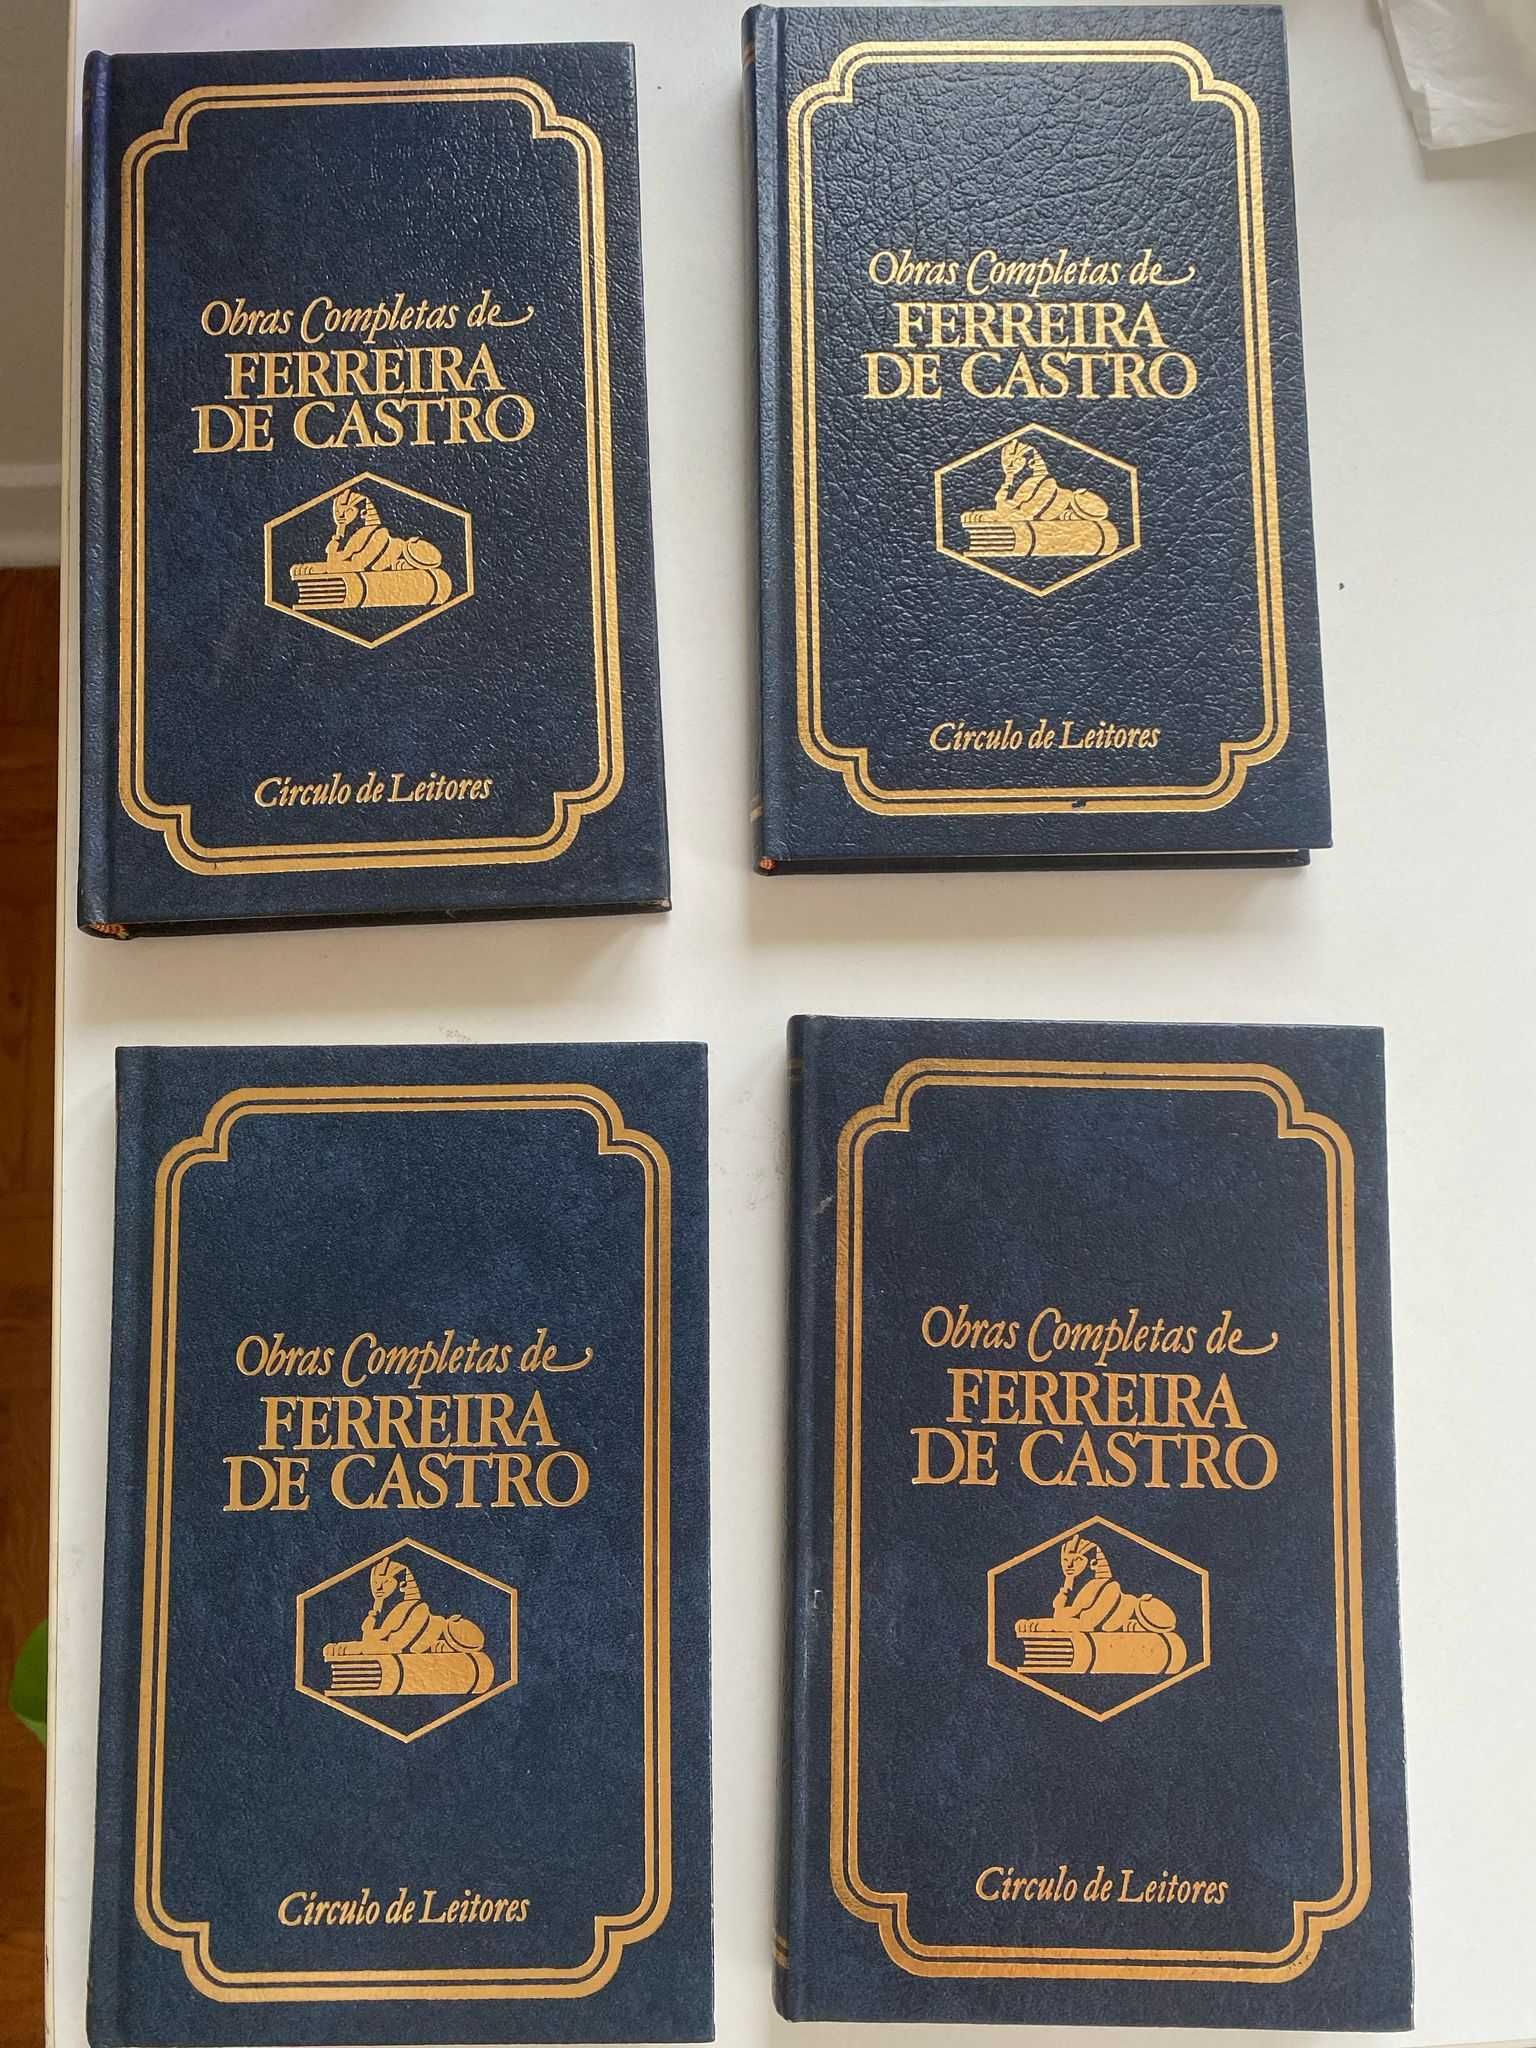 Obras Completas de
FERREIRA
DE CASTRO
Círculo de Leitores
Obras Completas de
FERREIRA
DE CASTRO
Círculo de Leitores
Obras Completas de
FERREIRA
DE CASTRO
Círculo de Leitores
Obras Completas de
FERREIRA
DE CASTRO
Círculo de Leitores